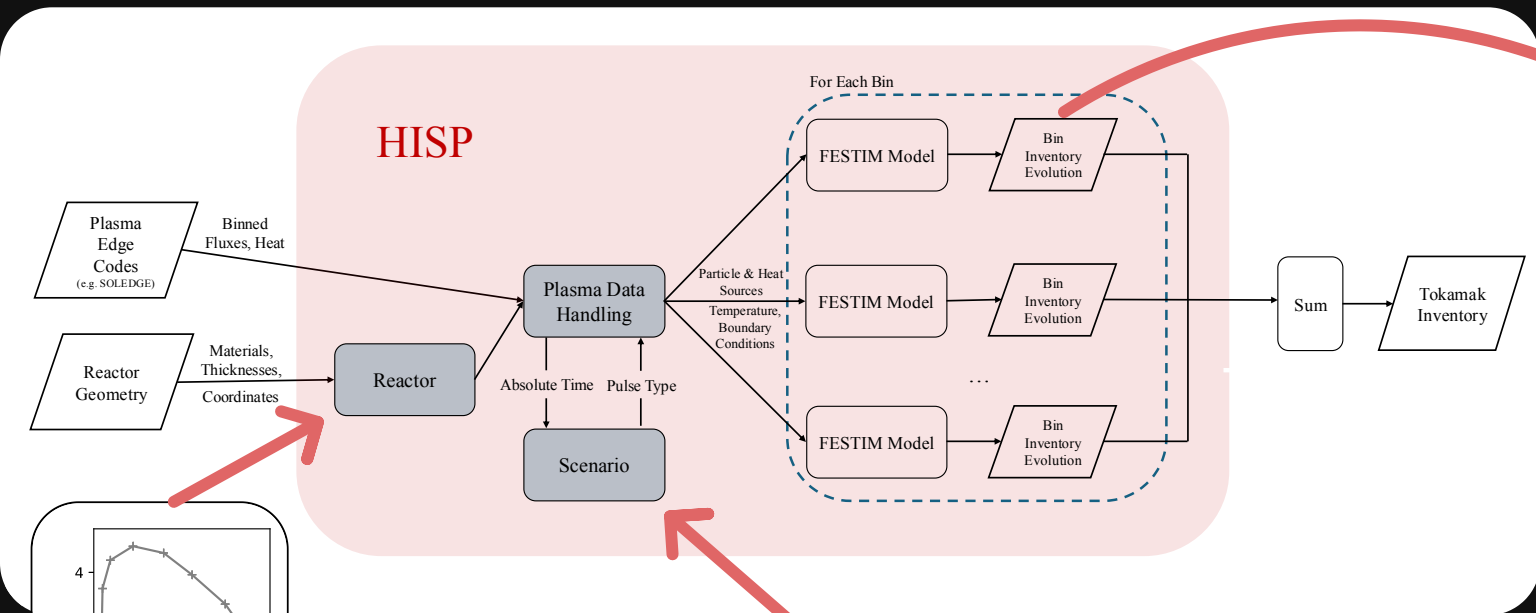 For Each Bin
HISP
FESTIM Model
Bin
Inventory
Evolution
Plasma
Edge
Codes
(e.g. SOLEDGE)
Binned
Fluxes, Heat
Plasma Data
Handling
Particle & Heat
Sources
Temperature,
Boundary
Conditions
FESTIM Model
Bin
Inventory
Evolution
Sum
Tokamak
Inventory
Reactor
Geometry
Materials,
Thicknesses,
Coordinates
Reactor
Absolute Time
Pulse Type
...
Scenario
FESTIM Model
Bin
Inventory
Evolution
4